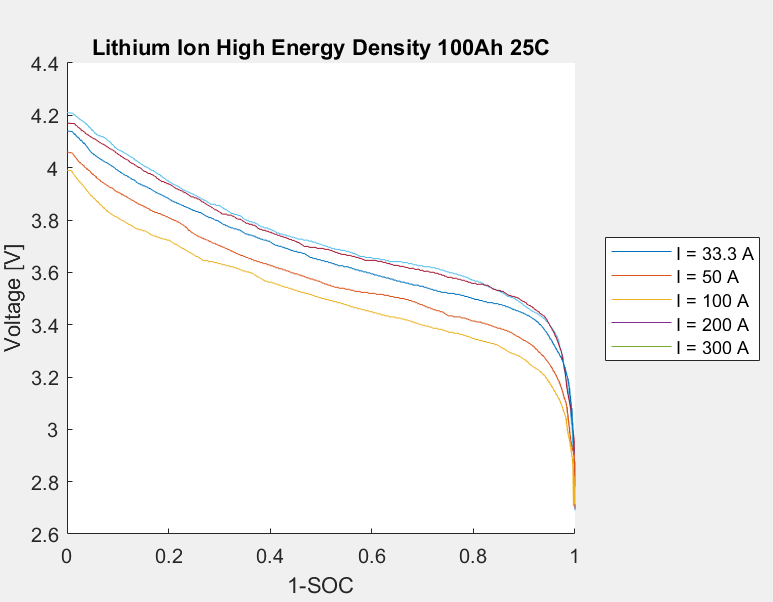 Lithium Ion High Energy Density 100Ah 25C
4.4
4.2
4
3.8
3.6
3.4
3.2
3
2.8
2.6
Voltage [V]
0 0.2 0.4 0.6 0.8 1
1-SOC
I = 33.3 A
I = 50 A
I = 100 A
I = 200 A
I = 300 A